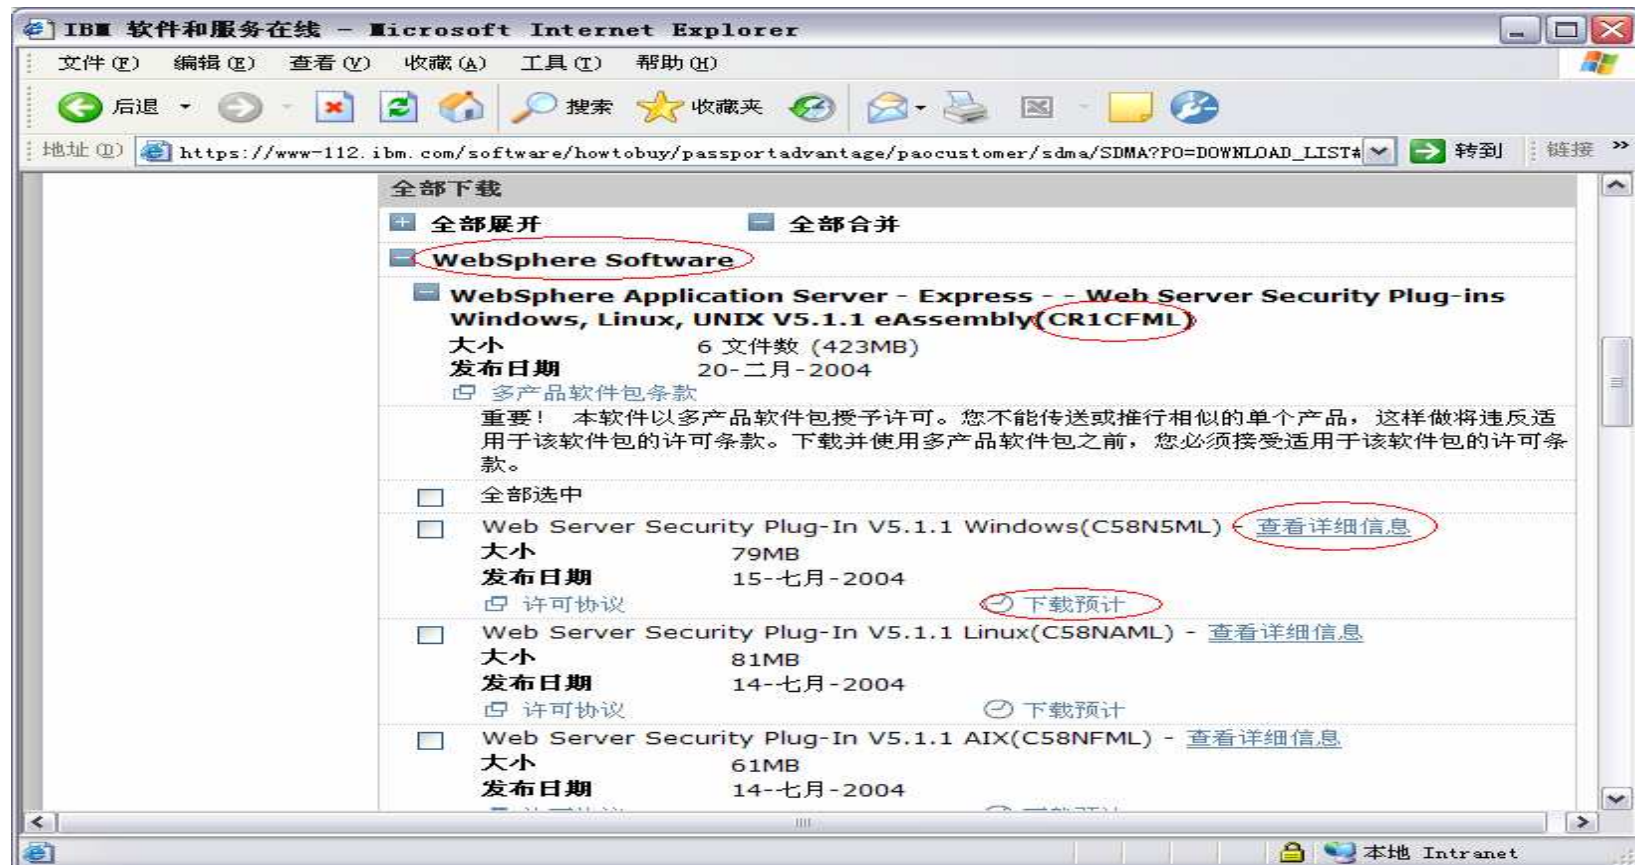 IBM 软件和服务在线 - Microsoft Internet Explorer
文件(F) 编辑(E) 查看(V) 收藏(A) 工具(T) 帮助(H)
后退 搜索 收藏夹
地址(D) https://www-112.ibm.com/software/howtobuy/passportadvantage/paocustomer/sdma/SDMA?PO=DOWNLOAD_LIST# 转到 链接 »
全部下载
全部展开 全部合并
WebSphere Software
WebSphere Application Server - Express - - Web Server Security Plug-ins
Windows, Linux, UNIX V5.1.1 eAssembly(CR1CFML)
大小 6 文件数 (423MB)
发布日期 20-二月-2004
多产品软件包条款
重要! 本软件以多产品软件包授予许可。您不能传送或推行相似的单个产品，这样做将违反适
用于该软件包的许可条款。下载并使用多产品软件包之前，您必须接受适用于该软件包的许可条
款。
全部选中
Web Server Security Plug-In V5.1.1 Windows(C58N5ML) - 查看详细信息
大小 79MB
发布日期 15-七月-2004
许可协议 下载预计
Web Server Security Plug-In V5.1.1 Linux(C58NAML) - 查看详细信息
大小 81MB
发布日期 14-七月-2004
许可协议 下载预计
Web Server Security Plug-In V5.1.1 AIX(C58NFML) - 查看详细信息
大小 61MB
发布日期 14-七月-2004
本地 Intranet